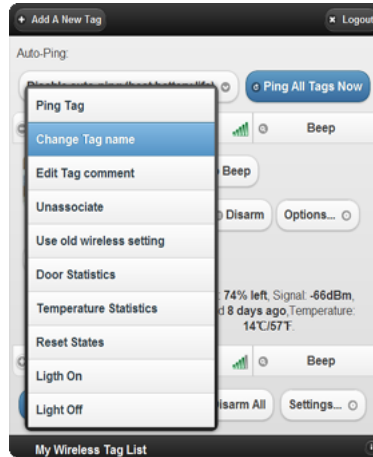 Add A New Tag
Logout
Auto-Ping:
Ping All Tags Now
Ping Tag
Change Tag name
Beep
Edit Tag comment
Beep
Unassociate
Disarm
Options...
Use old wireless setting
Door Statistics
74% left, Signal: -66dBm,
Temperature Statistics
8 days ago,Temperature:
14℃/57℉.
Reset States
Beep
Ligth On
Light Off
Disarm All
Settings...
My Wireless Tag List